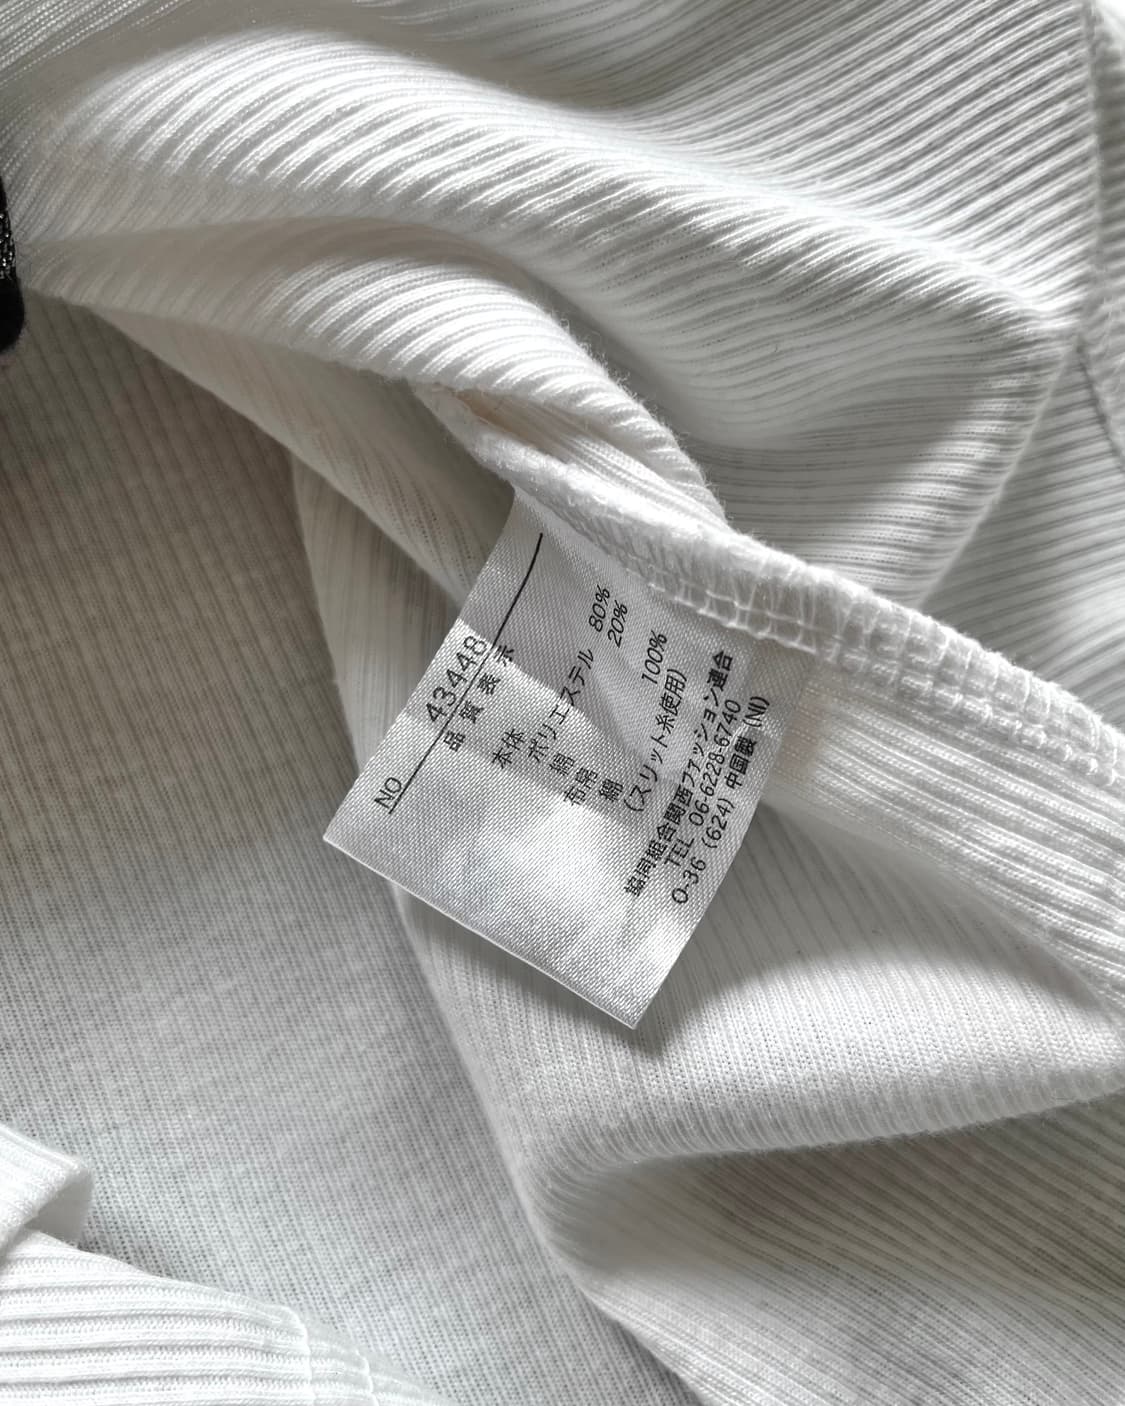 NO 43448
品質表示
本体
ポリエステル 80%
綿 20%
布帛
綿 100%
(スリット糸使用)
協同組合関西ファッション連合
TEL 06-6228-6740
O-36 (624) 中国製 (NI)